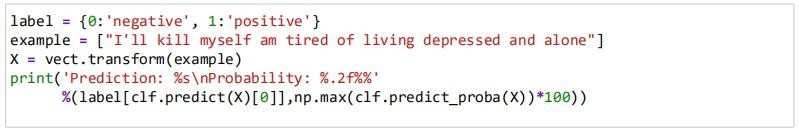 label = {0:'negative', 1:'positive'}
example = ["I'll kill myself am tired of living depressed and alone"]
X = vect.transform(example)
print('Prediction: %s\nProbability: %.2f%%'
      %(label[clf.predict(X)[0]],np.max(clf.predict_proba(X))*100))